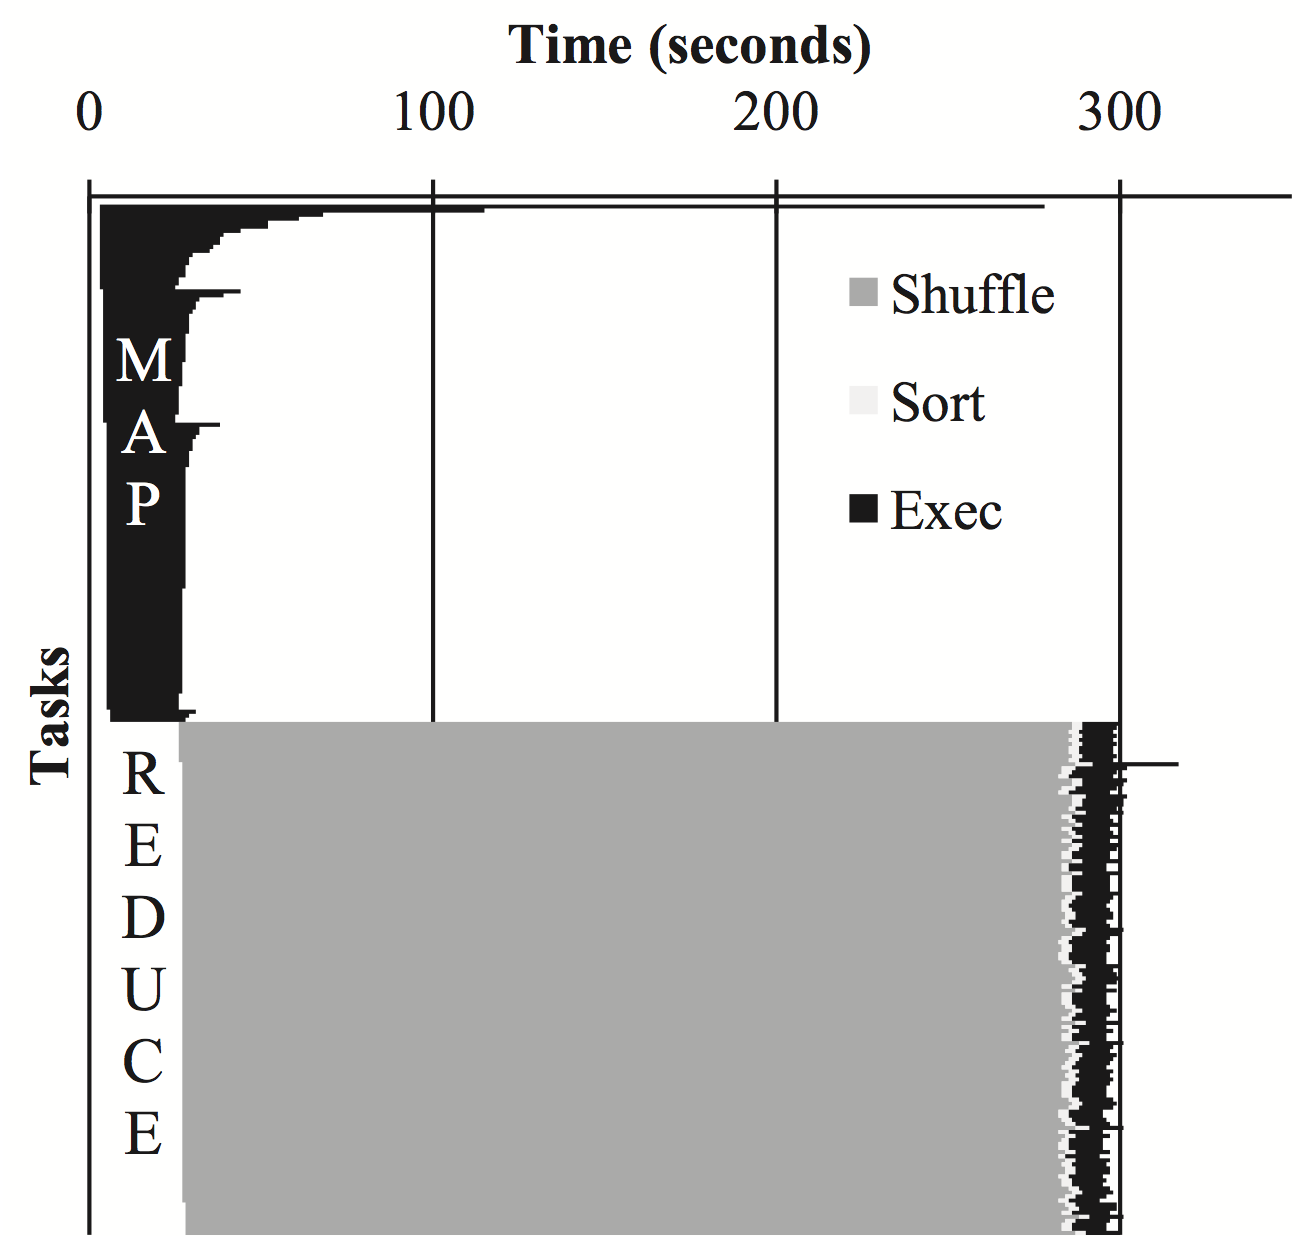 Time (seconds)
0 100 200 300
Shuffle
Sort
Exec
M
A
P
Tasks
R
E
D
U
C
E